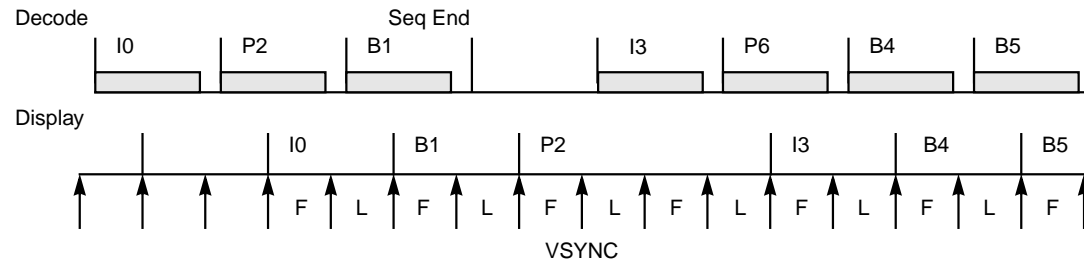 Decode Seq End
I0 P2 B1 I3 P6 B4 B5
Display
I0 B1 P2 I3 B4 B5
F L F L F L F L F L F L F
VSYNC